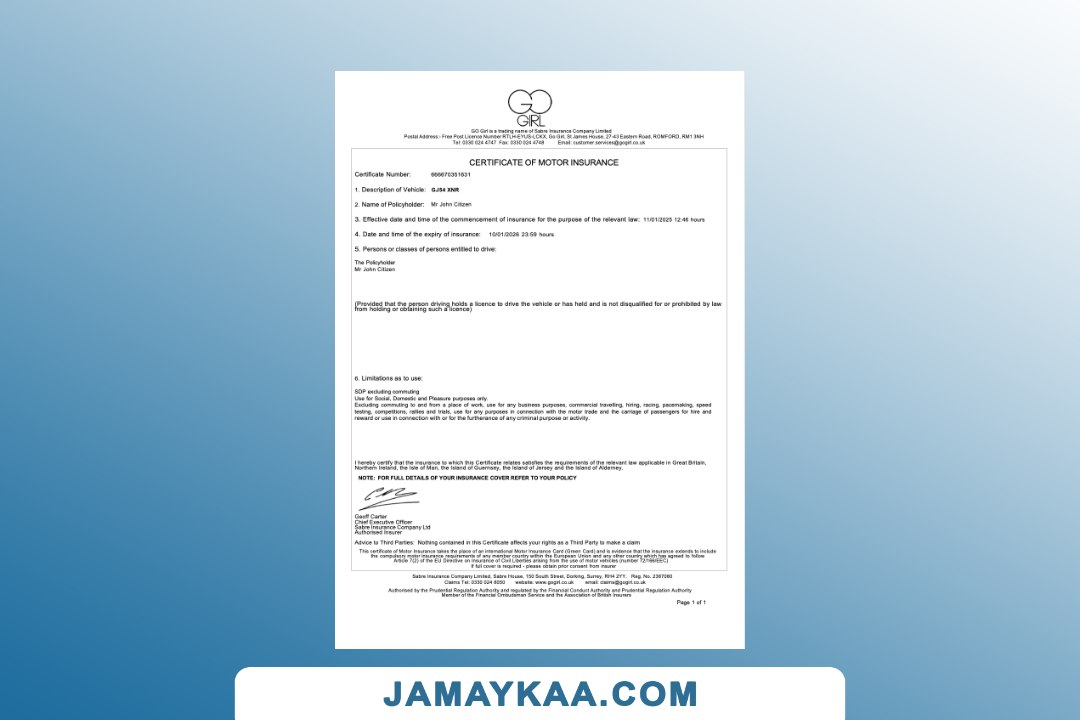 GO
GIRL
GO Girl is a trading name of Sabre Insurance Company Limited
Postal Address:- Free Post Licence Number RTLH-EYUS-LCKX, Go Girl, St James House, 27-43 Eastern Road, ROMFORD, RM1 3NH
Tel: 0330 024 4747 Fax: 0330 024 4748 Email: customer.services@gogirl.co.uk
CERTIFICATE OF MOTOR INSURANCE
Certificate Number: 666670351631
1. Description of Vehicle: GJ54 XNR
2. Name of Policyholder: Mr John Citizen
3. Effective date and time of the commencement of insurance for the purpose of the relevant law: 11/01/2025 12:46 hours
4. Date and time of the expiry of insurance: 10/01/2026 23:59 hours
5. Persons or classes of persons entitled to drive:
The Policyholder
Mr John Citizen
(Provided that the person driving holds a licence to drive the vehicle or has held and is not disqualified for or prohibited by law
from holding or obtaining such a licence)
6. Limitations as to use:
SDP excluding commuting
Use for Social, Domestic and Pleasure purposes only.
Excluding commuting to and from a place of work, use for any business purposes, commercial travelling, hiring, racing, pacemaking, speed
testing, competitions, rallies and trials, use for any purposes in connection with the motor trade and the carriage of passengers for hire and
reward or use in connection with or for the furtherance of any criminal purpose or activity.
I hereby certify that the insurance to which this Certificate relates satisfies the requirements of the relevant law applicable in Great Britain,
Northern Ireland, the Isle of Man, the Island of Guernsey, the Island of Jersey and the Island of Alderney.
NOTE: FOR FULL DETAILS OF YOUR INSURANCE COVER REFER TO YOUR POLICY
Geoff Carter
Chief Executive Officer
Sabre Insurance Company Ltd
Authorised Insurer
Advice to Third Parties: Nothing contained in this Certificate affects your rights as a Third Party to make a claim
This certificate of Motor Insurance takes the place of an international Motor Insurance Card (Green Card) and is evidence that the insurance extends to include
the compulsory motor insurance requirements of any member country within the European Union and any other country which has agreed to follow
Article 7(2) of the EU Directive on Insurance of Civil Liberties arising from the use of motor vehicles (number 72/166/EEC)
If full cover is required - please obtain prior consent from insurer
Sabre Insurance Company Limited, Sabre House, 150 South Street, Dorking, Surrey, RH4 2YY, Reg. No. 2387080
Claims Tel: 0330 024 8050 website: www.gogirl.co.uk email: claims@gogirl.co.uk
Authorised by the Prudential Regulation Authority and regulated by the Financial Conduct Authority and Prudential Regulation Authority
Member of the Financial Ombudsman Service and the Association of British Insurers
Page 1 of 1
JAMAYKAA.COM